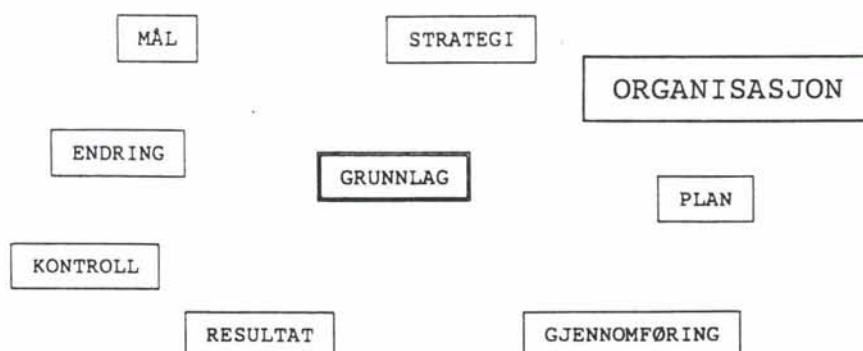 MÅL
STRATEGI
ORGANISASJON
ENDRING
GRUNNLAG
PLAN
KONTROLL
RESULTAT
GJENNOMFØRING